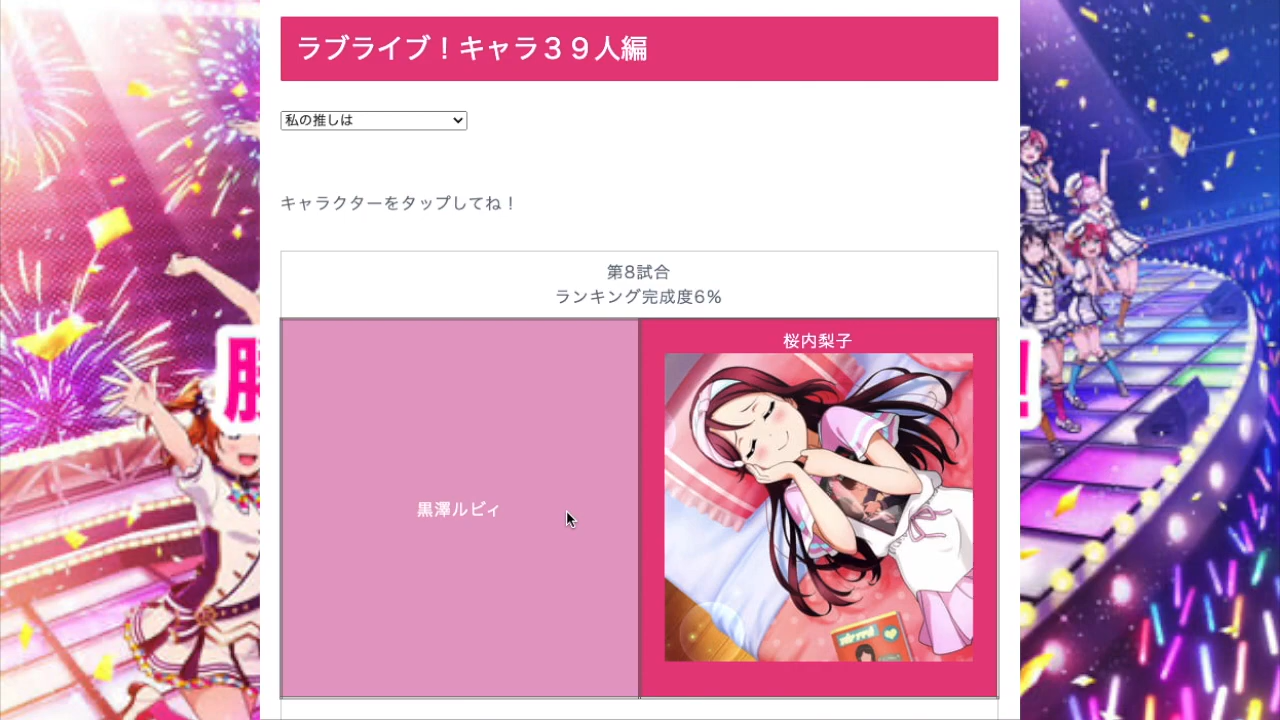 ラブライブ！キャラ３９人編
私の推しは
キャラクターをタップしてね！
第8試合
ランキング完成度6%
桜内梨子
黒澤ルビィ